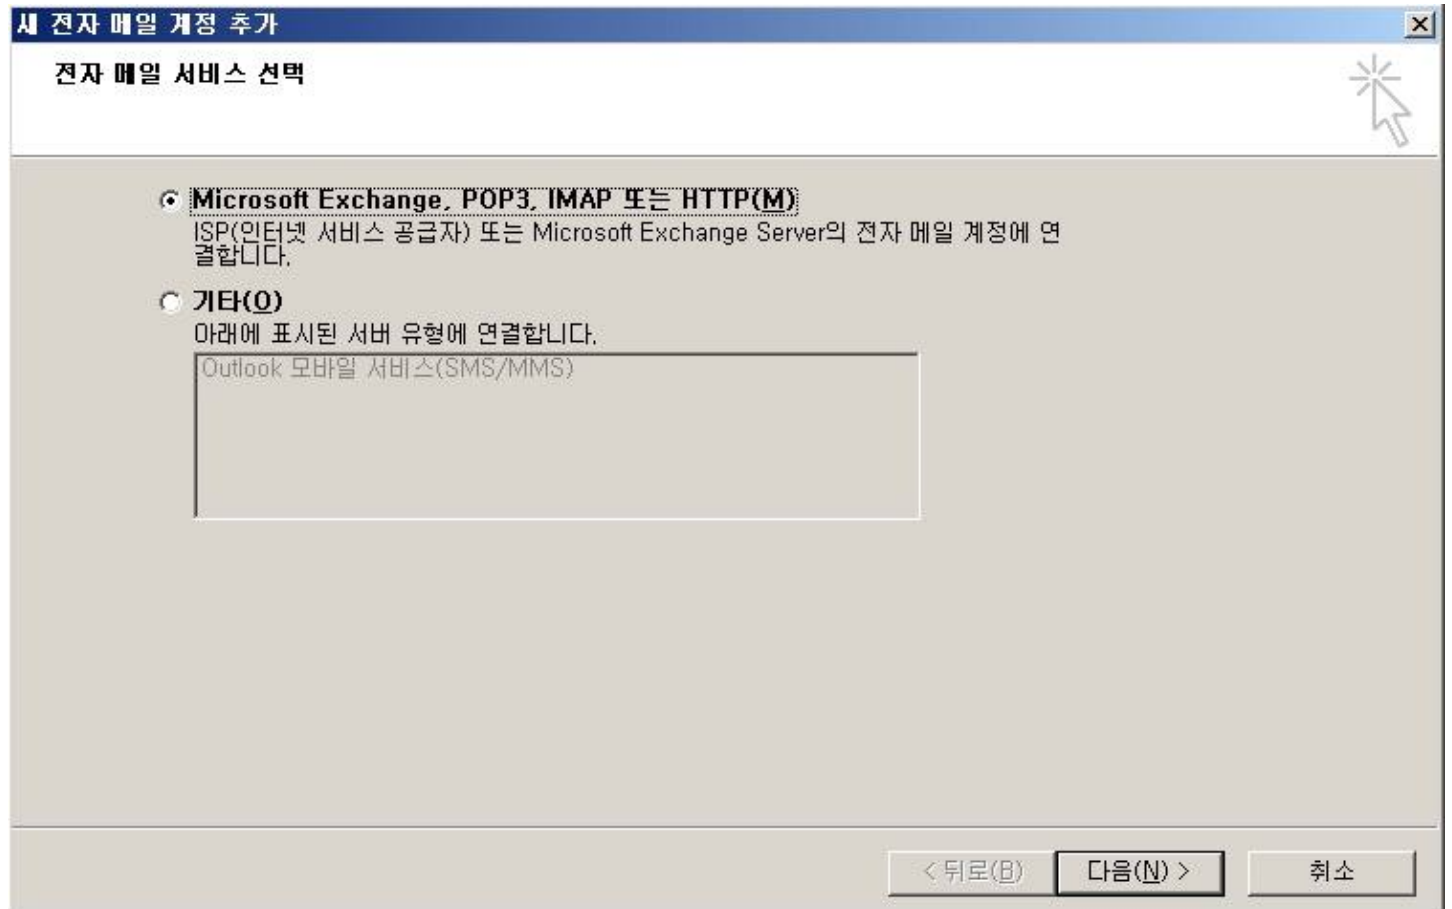 새 전자 메일 계정 추가
전자 메일 서비스 선택
Microsoft Exchange, POP3, IMAP 또는 HTTP(M)
ISP(인터넷 서비스 공급자) 또는 Microsoft Exchange Server의 전자 메일 계정에 연
결합니다.
기타(O)
아래에 표시된 서버 유형에 연결합니다.
Outlook 모바일 서비스(SMS/MMS)
< 뒤로(B) 다음(N) > 취소